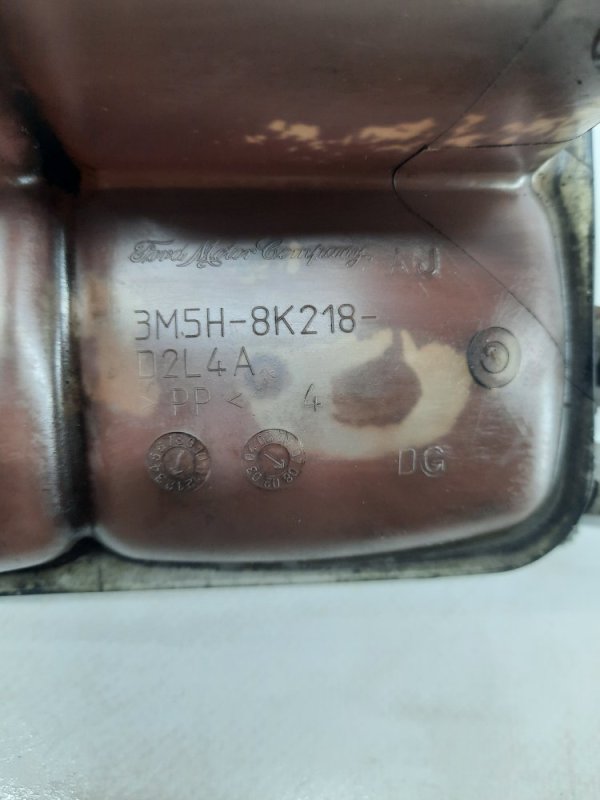 Ford Motor Company. AJ
3M5H-8K218-
D2L4A
>PP< 4
DG